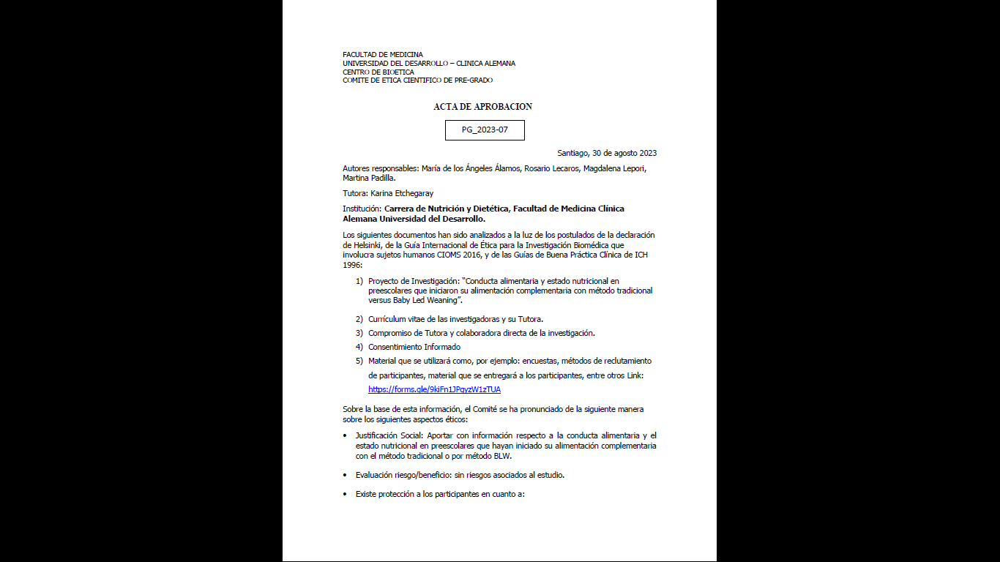 FACULTAD DE MEDICINA
UNIVERSIDAD DEL DESARROLLO – CLINICA ALEMANA
CENTRO DE BIOETICA
COMITE DE ETICA CIENTIFICO DE PRE-GRADO
ACTA DE APROBACION
PG_2023-07
Santiago, 30 de agosto 2023
Autores responsables: María de los Ángeles Álamos, Rosario Lecaros, Magdalena Lepori,
Martina Padilla.
Tutora: Karina Etchegaray
Institución: Carrera de Nutrición y Dietética, Facultad de Medicina Clínica
Alemana Universidad del Desarrollo.
Los siguientes documentos han sido analizados a la luz de los postulados de la declaración
de Helsinki, de la Guía Internacional de Ética para la Investigación Biomédica que
involucra sujetos humanos CIOMS 2016, y de las Guías de Buena Práctica Clínica de ICH
1996:
1) Proyecto de Investigación: “Conducta alimentaria y estado nutricional en
preescolares que iniciaron su alimentación complementaria con método tradicional
versus Baby Led Weaning”.
2) Currículum vitae de las investigadoras y su Tutora.
3) Compromiso de Tutora y colaboradora directa de la investigación.
4) Consentimiento Informado
5) Material que se utilizará como, por ejemplo: encuestas, métodos de reclutamiento
de participantes, material que se entregará a los participantes, entre otros Link:
https://forms.gle/9kiFn1JPqyzW1zTUA
Sobre la base de esta información, el Comité se ha pronunciado de la siguiente manera
sobre los siguientes aspectos éticos:
• Justificación Social: Aportar con información respecto a la conducta alimentaria y el
estado nutricional en preescolares que hayan iniciado su alimentación complementaria
con el método tradicional o por método BLW.
• Evaluación riesgo/beneficio: sin riesgos asociados al estudio.
• Existe protección a los participantes en cuanto a: